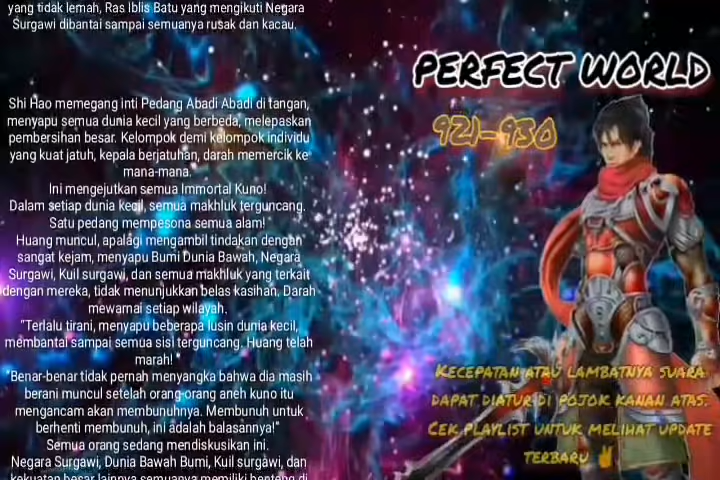 yang tidak lemah, Ras Iblis Batu yang mengikuti Negara
Surgawi dibantai sampai semuanya rusak dan kacau.
Shi Hao memegang inti Pedang Abadi Abadi di tangan,
menyapu semua dunia kecil yang berbeda, melepaskan
pembersihan besar. Kelompok demi kelompok individu
yang kuat jatuh, kepala berjatuhan, darah memercik ke
mana-mana.
Ini mengejutkan semua Immortal Kuno!
Dalam setiap dunia kecil, semua makhluk terguncang.
Satu pedang mempesona semua alam!
Huang muncul, apalagi mengambil tindakan dengan
sangat kejam, menyapu Bumi Dunia Bawah, Negara
Surgawi, Kuil surgawi, dan semua makhluk yang terkait
dengan mereka, tidak menunjukkan belas kasihan. Darah
mewarnai setiap wilayah.
"Terlalu tirani, menyapu beberapa lusin dunia kecil,
membantai sampai semua sisi terguncang. Huang telah
marah! "
"Benar-benar tidak pernah menyangka bahwa dia masih
berani muncul setelah orang-orang aneh kuno itu
mengancam akan membunuhnya. Membunuh untuk
berhenti membunuh, ini adalah balasannya!"
Semua orang sedang mendiskusikan ini.
Negara Surgawi, Dunia Bawah Bumi, Kuil surgawi, dan
kekuatan besar lainnya semuanya memiliki benteng di
PERFECT WORLD
921-930
KECEPATAN ATAU LAMBATNYA SUARA
DAPAT DIATUR DI POJOK KANAN ATAS.
CEK PLAYLIST UNTUK MELIHAT UPDATE
TERBARU ✌